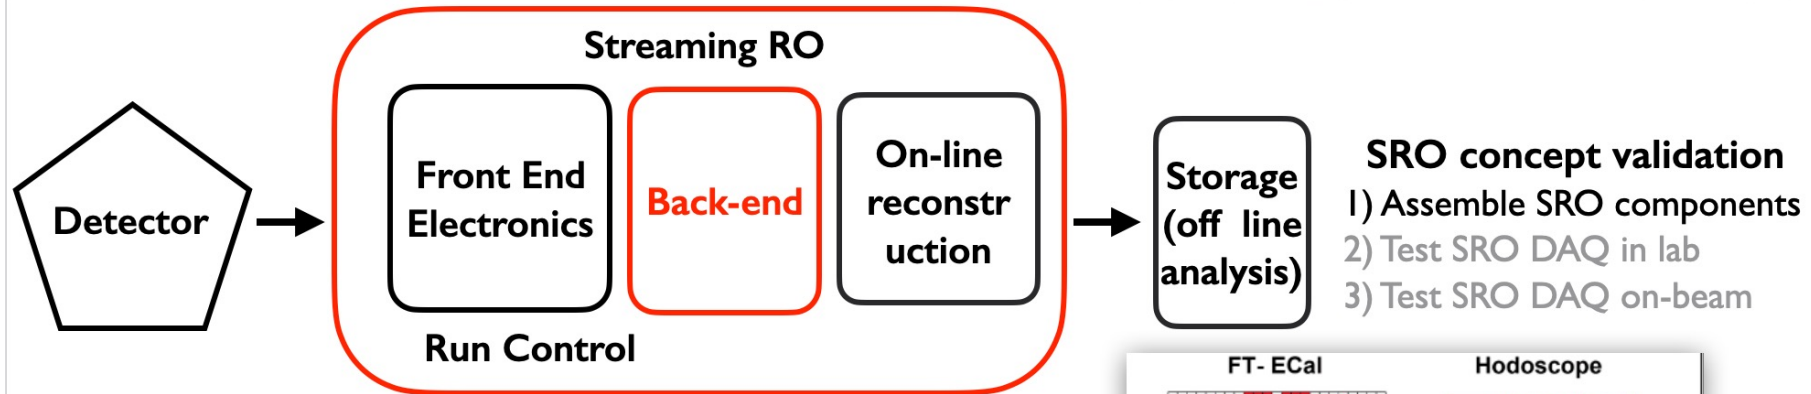 Streaming RO
Detector
Front End
Electronics
Back-end
On-line
reconstr
uction
Run Control
Storage
(off line
analysis)
SRO concept validation
1) Assemble SRO components
2) Test SRO DAQ in lab
3) Test SRO DAQ on-beam
FT- ECal
Hodoscope